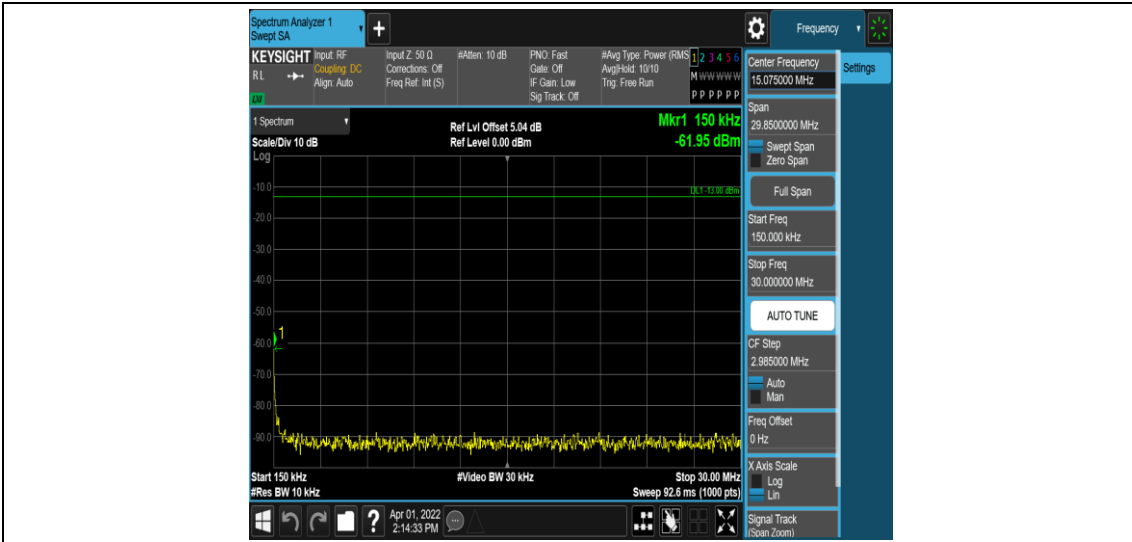 Spectrum Analyzer 1
Swept SA
Frequency
KEYSIGHT
RL
Input: RF
Coupling: DC
Align: Auto
Input Z: 50 Ω
Corrections: Off
Freq Ref: Int (S)
#Atten: 10 dB
PNO: Fast
Gate: Off
IF Gain: Low
Sig Track: Off
#Avg Type: Power (RMS
Avg|Hold: 10/10
Trig: Free Run
1 2 3 4 5 6
M W W W W W
P P P P P P
1 Spectrum
Scale/Div 10 dB
Log
Ref Lvl Offset 5.04 dB
Ref Level 0.00 dBm
Mkr1 150 kHz
-61.95 dBm
DL1 -13.00 dBm
-10.0
-20.0
-30.0
-40.0
-50.0
1
-60.0
-70.0
-80.0
-90.0
Start 150 kHz
#Res BW 10 kHz
#Video BW 30 kHz
Stop 30.00 MHz
Sweep 92.6 ms (1000 pts)
?
Apr 01, 2022
2:14:33 PM
Center Frequency
15.075000 MHz
Settings
Span
29.8500000 MHz
Swept Span
Zero Span
Full Span
Start Freq
150.000 kHz
Stop Freq
30.000000 MHz
AUTO TUNE
CF Step
2.985000 MHz
Auto
Man
Freq Offset
0 Hz
X Axis Scale
Log
Lin
Signal Track
(Span Zoom)